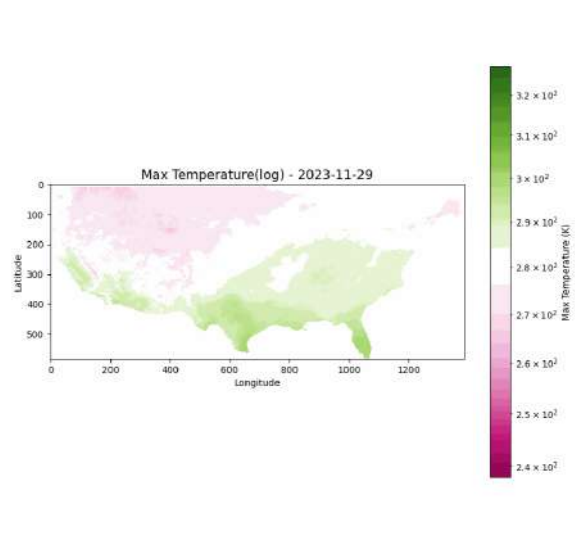 Max Temperature(log) - 2023-11-29
0
100
200
300
400
500
Latitude
0 200 400 600 800 1000 1200
Longitude
3.2 × 10²
3.1 × 10²
3 × 10²
2.9 × 10²
2.8 × 10²
2.7 × 10²
2.6 × 10²
2.5 × 10²
2.4 × 10²
Max Temperature (K)